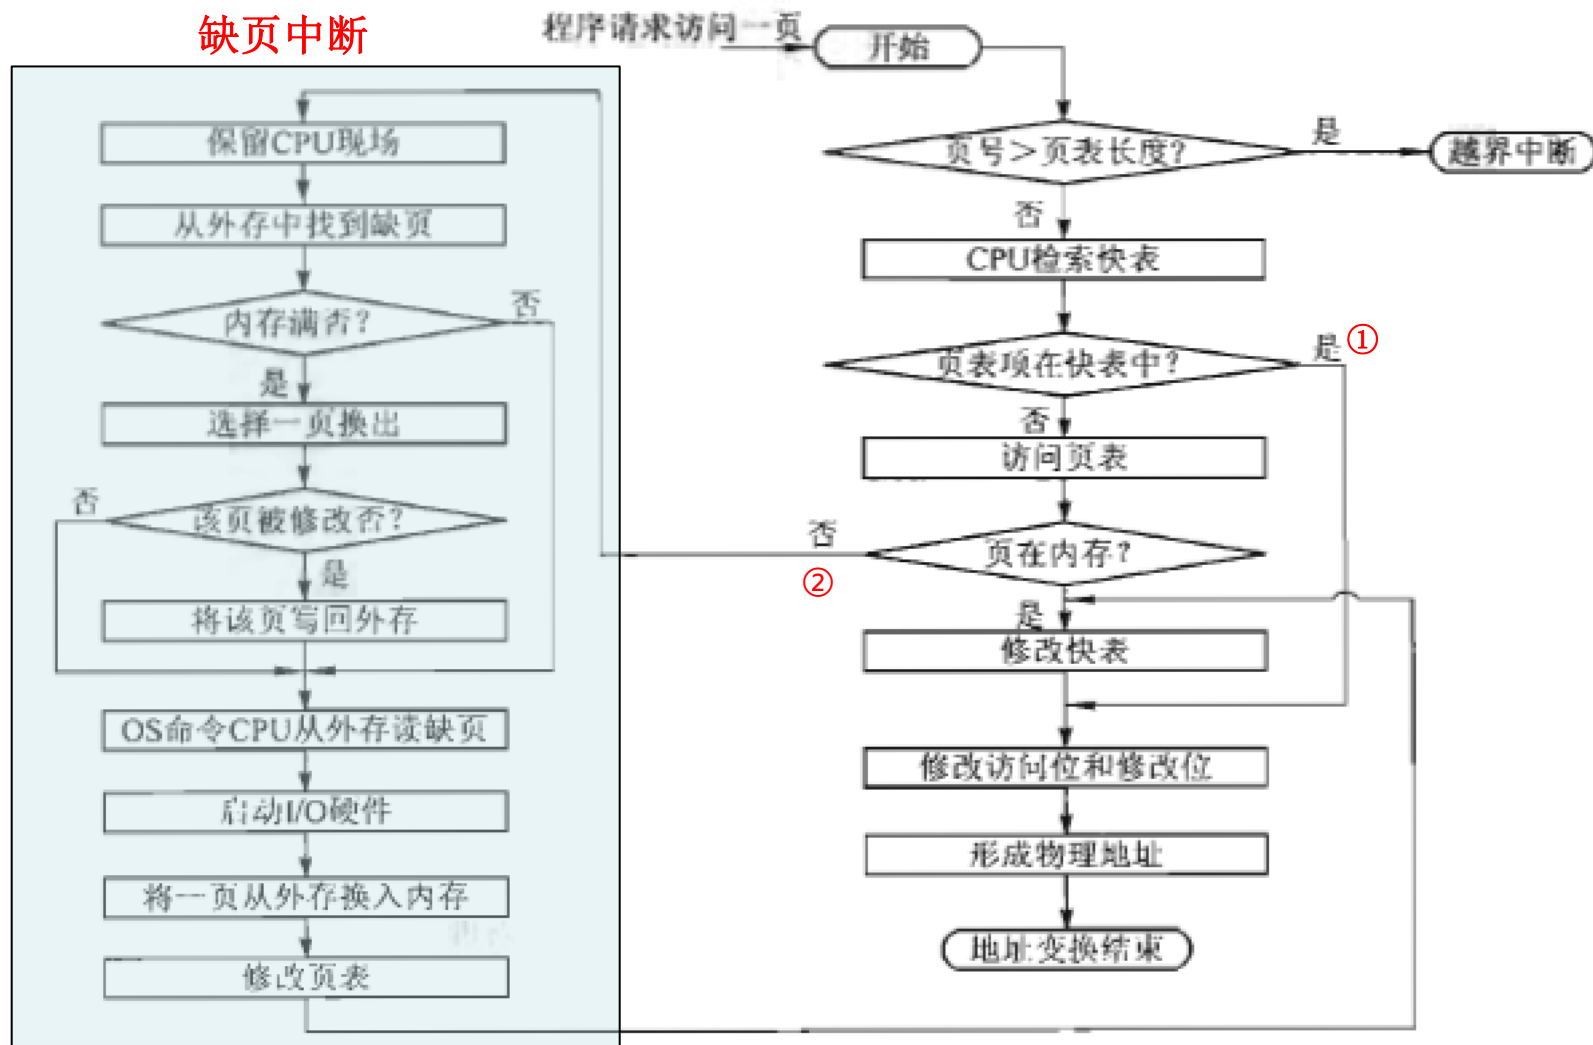 缺页中断
程序请求访问一页
开始
页号>页表长度?
是
越界中断
否
CPU检索快表
页表项在快表中?
是①
否
访问页表
页在内存?
否
②
是
修改快表
修改访问位和修改位
形成物理地址
地址变换结束
保留CPU现场
从外存中找到缺页
内存满否?
否
是
选择一页换出
该页被修改否?
否
是
将该页写回外存
OS命令CPU从外存读缺页
启动I/O硬件
将一页从外存换入内存
修改页表